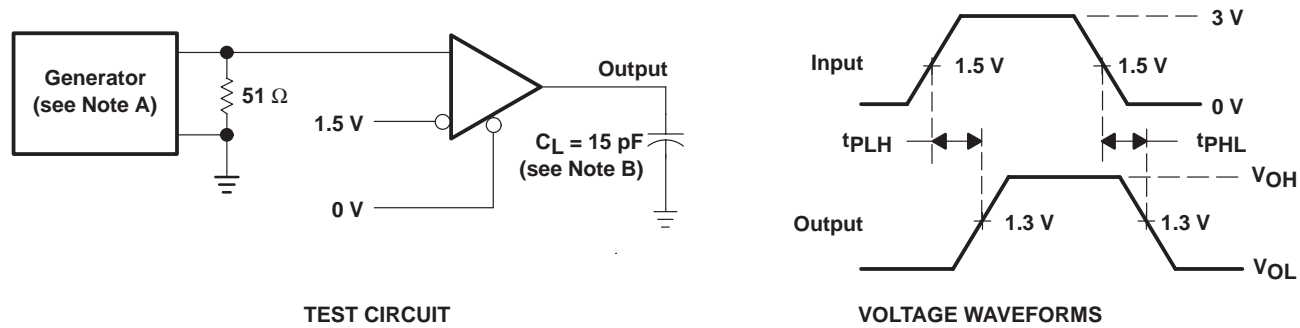 Generator
(see Note A)
51 Ω
1.5 V
0 V
Output
CL = 15 pF
(see Note B)
TEST CIRCUIT
Input
3 V
1.5 V
1.5 V
0 V
tPLH
tPHL
Output
VOH
1.3 V
1.3 V
VOL
VOLTAGE WAVEFORMS